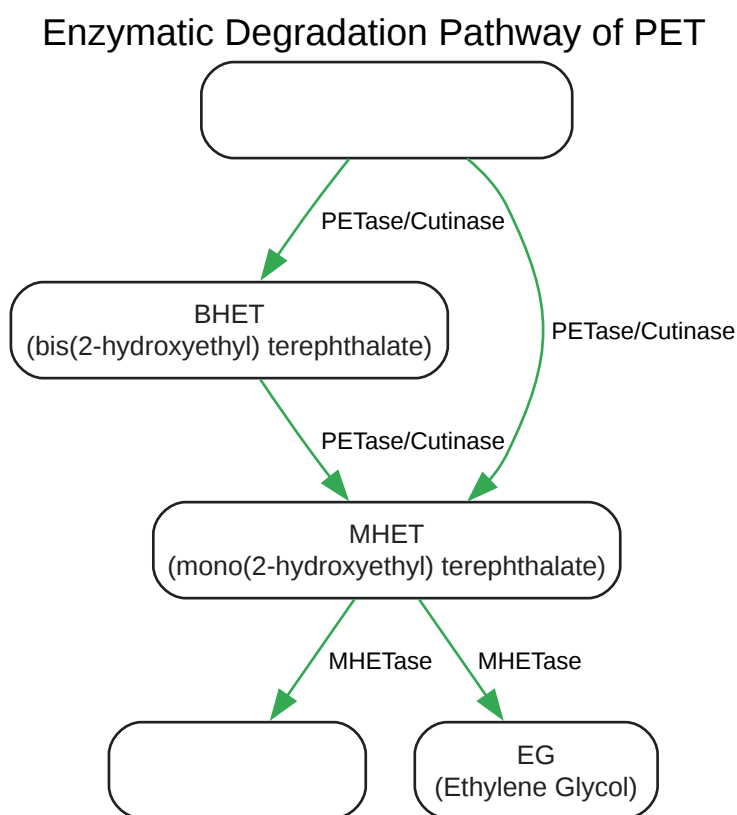 Enzymatic Degradation Pathway of PET
PETase/Cutinase
BHET
(bis(2-hydroxyethyl) terephthalate)
PETase/Cutinase
PETase/Cutinase
MHET
(mono(2-hydroxyethyl) terephthalate)
MHETase
MHETase
EG
(Ethylene Glycol)